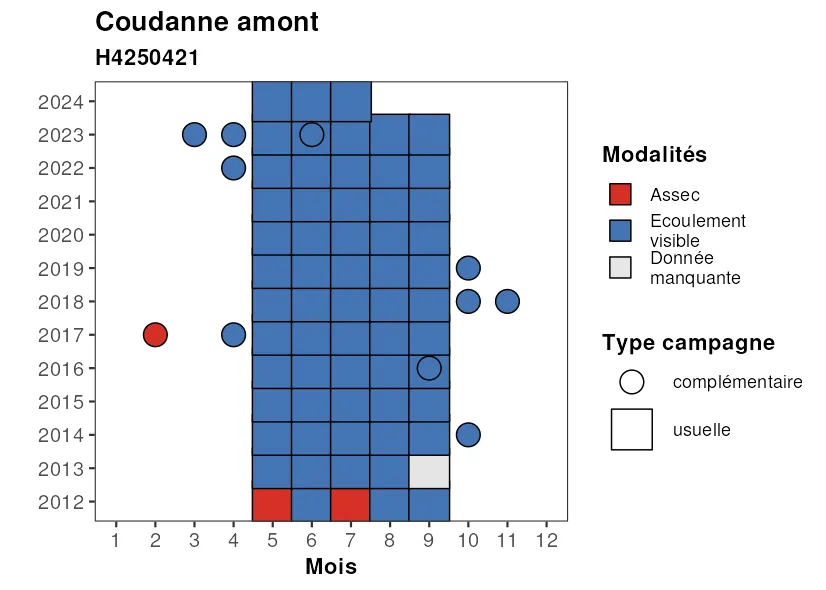 Coudanne amont
H4250421
2024
2023
2022
2021
2020
2019
2018
2017
2016
2015
2014
2013
2012
1 2 3 4 5 6 7 8 9 10 11 12
Mois
Modalités
Assec
Ecoulement
visible
Donnée
manquante
Type campagne
complémentaire
usuelle